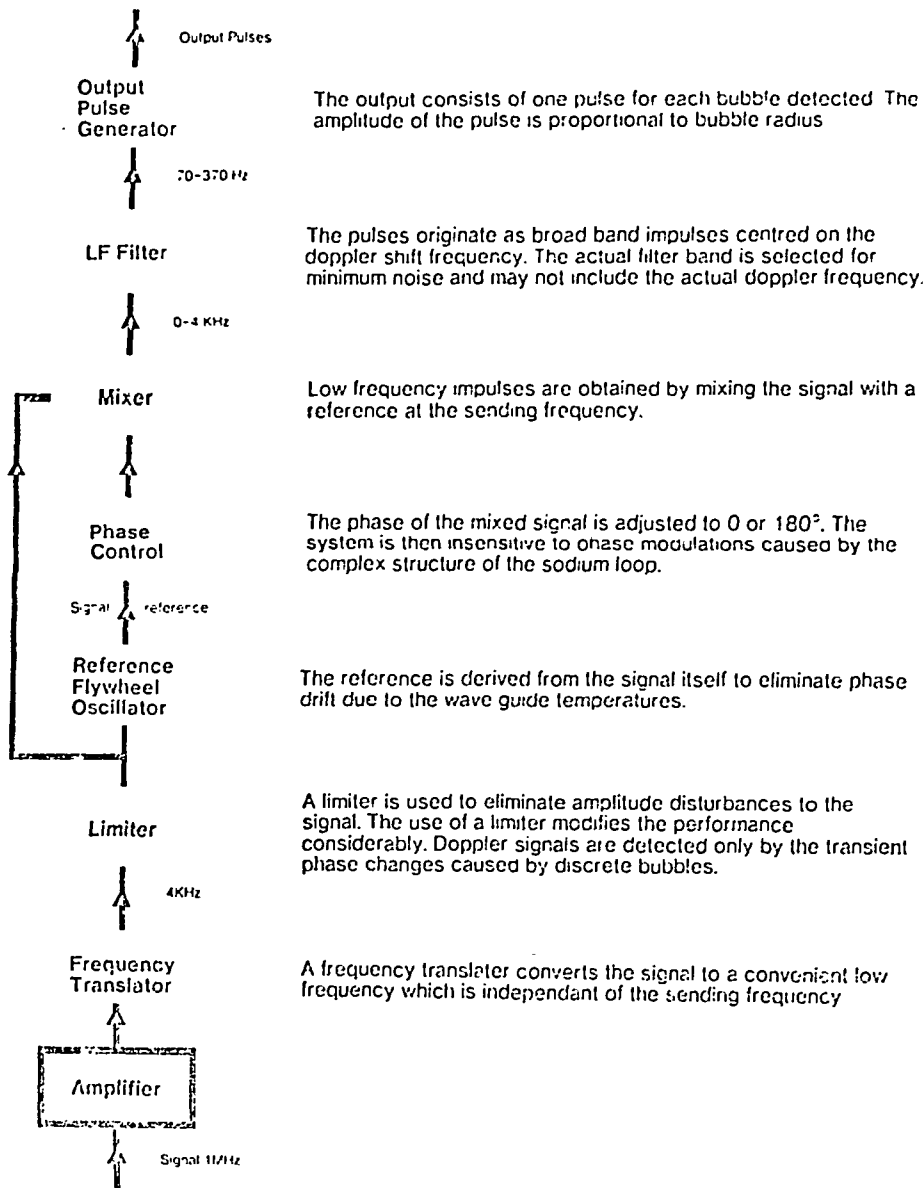 Output Pulses
Output
Pulse
Generator
The output consists of one pulse for each bubble detected The
amplitude of the pulse is proportional to bubble radius
70-370 Hz
LF Filter
The pulses originate as broad band impulses centred on the
doppler shift frequency. The actual filter band is selected for
minimum noise and may not include the actual doppler frequency.
0-4 KHz
Mixer
Low frequency impulses are obtained by mixing the signal with a
reference at the sending frequency.
Phase
Control
The phase of the mixed signal is adjusted to 0 or 180°. The
system is then insensitive to phase modulations caused by the
complex structure of the sodium loop.
Signal reference
Reference
Flywheel
Oscillator
The reference is derived from the signal itself to eliminate phase
drift due to the wave guide temperatures.
Limiter
A limiter is used to eliminate amplitude disturbances to the
signal. The use of a limiter modifies the performance
considerably. Doppler signals are detected only by the transient
phase changes caused by discrete bubbles.
4KHz
Frequency
Translator
A frequency translater converts the signal to a convenient low
frequency which is independant of the sending frequency
Amplifier
Signal 1MHz